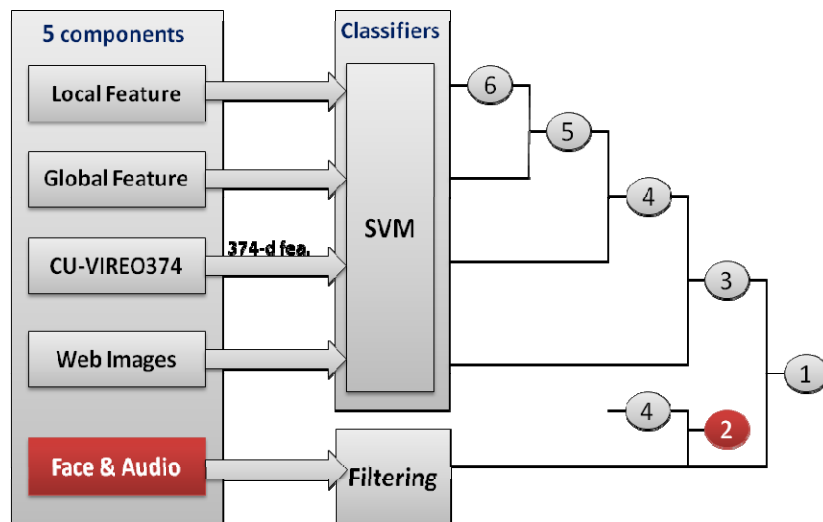 5 components
Classifiers
Local Feature
Global Feature
CU-VIREO374
Web Images
Face & Audio
374-d fea.
SVM
Filtering
6
5
4
3
1
4
2